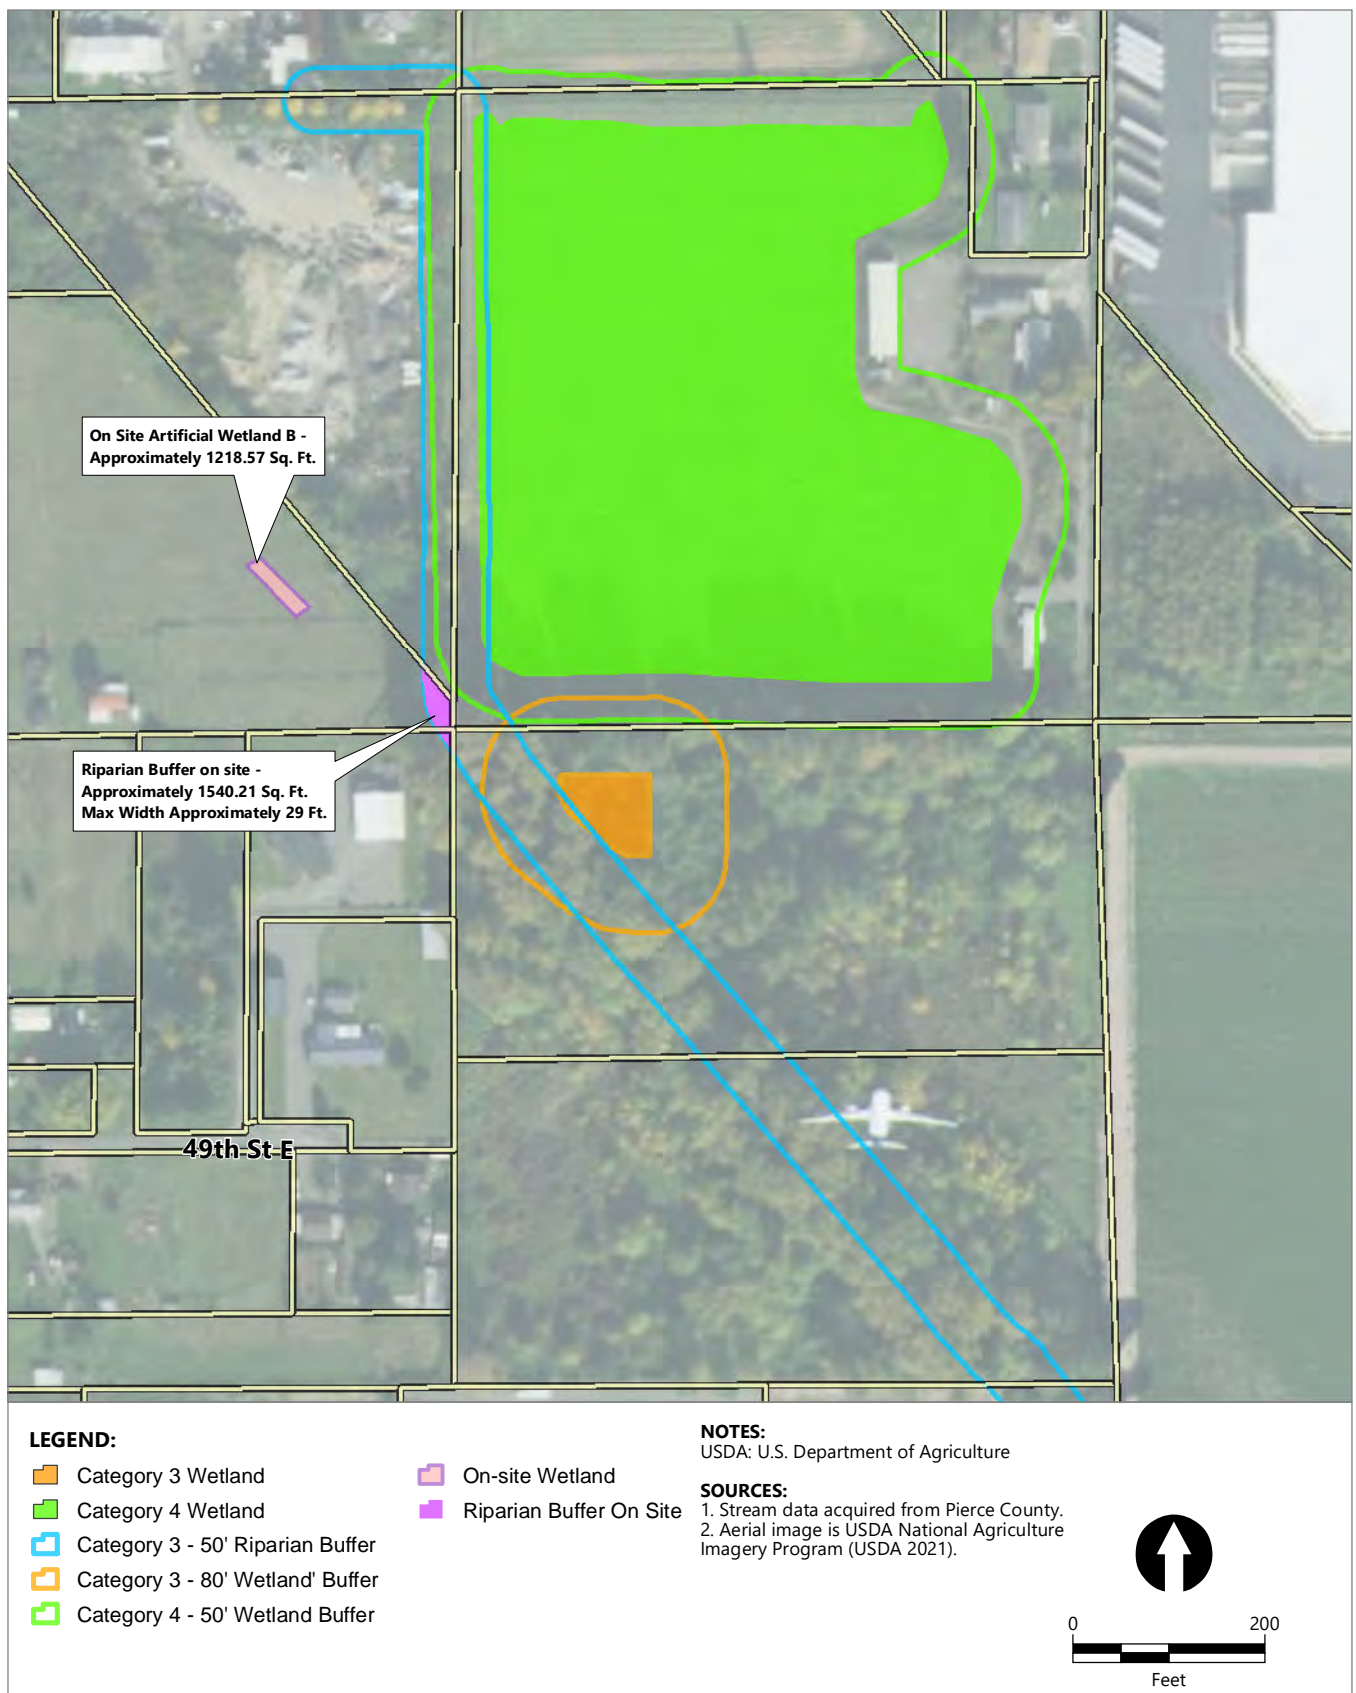 On Site Artificial Wetland B -
Approximately 1218.57 Sq. Ft.
Riparian Buffer on site -
Approximately 1540.21 Sq. Ft.
Max Width Approximately 29 Ft.
49th St E
LEGEND:
Category 3 Wetland
Category 4 Wetland
Category 3 - 50' Riparian Buffer
Category 3 - 80' Wetland' Buffer
Category 4 - 50' Wetland Buffer
On-site Wetland
Riparian Buffer On Site
NOTES:
USDA: U.S. Department of Agriculture
SOURCES:
1. Stream data acquired from Pierce County.
2. Aerial image is USDA National Agriculture
Imagery Program (USDA 2021).
0 200
Feet